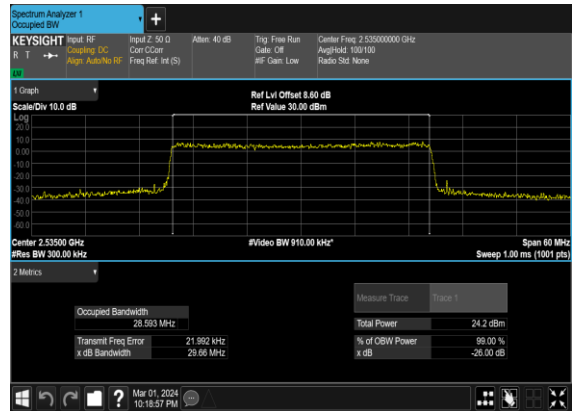 Spectrum Analyzer 1
Occupied BW
KEYSIGHT Input: RF Input Z: 50 Ω Atten: 40 dB Trig: Free Run Center Freq: 2.535000000 GHz
R T Coupling: DC Corr CCorr Gate: Off Avg|Hold: 100/100
Align: Auto/No RF Freq Ref: Int (S) #IF Gain: Low Radio Std: None
LW
1 Graph
Ref Lvl Offset 8.60 dB
Scale/Div 10.0 dB Ref Value 30.00 dBm
Log
20.0
10.0
0.00
-10.0
-20.0
-30.0
-40.0
-50.0
-60.0
Center 2.53500 GHz #Video BW 910.00 kHz* Span 60 MHz
#Res BW 300.00 kHz Sweep 1.00 ms (1001 pts)
2 Metrics
Measure Trace Trace 1
Occupied Bandwidth
28.593 MHz Total Power 24.2 dBm
Transmit Freq Error 21.992 kHz % of OBW Power 99.00 %
x dB Bandwidth 29.66 MHz x dB -26.00 dB
Mar 01, 2024
10:18:57 PM